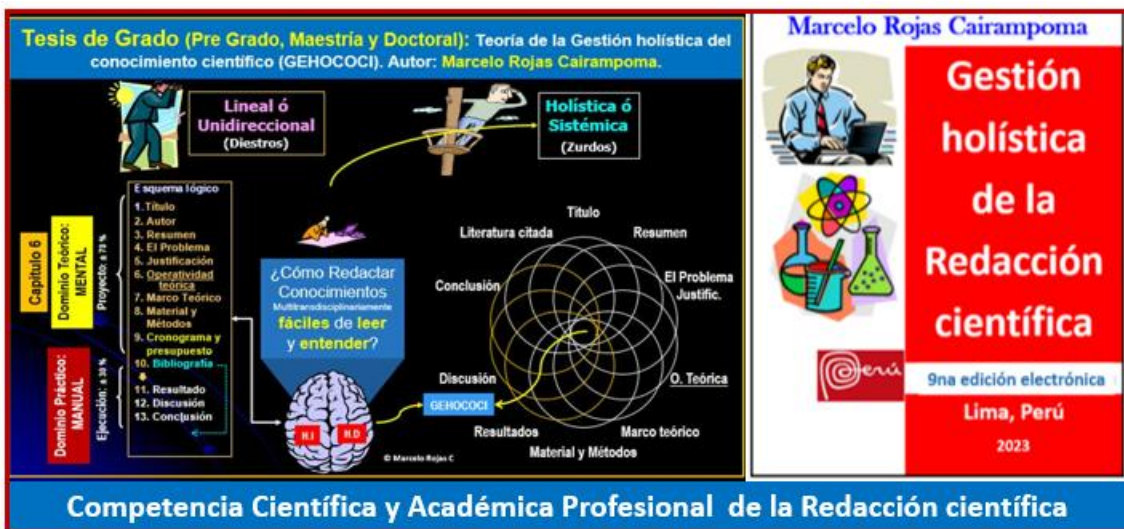 Tesis de Grado (Pre Grado, Maestría y Doctoral): Teoría de la Gestión holística del
conocimiento científico (GEHOCOCI). Autor: Marcelo Rojas Cairampoma.
Lineal ó
Unidireccional
(Diestros)
Holística ó
Sistémica
(Zurdos)
Capitulo 6
Dominio Teórico:
MENTAL
Proyecto: ± 70 %
Dominio Práctico:
MANUAL
Ejecución: ± 30 %
Esquema lógico
1. Título
2. Autor
3. Resumen
4. El Problema
5. Justificación
6. Operatividad
teórica
7. Marco Teórico
8. Material y
Métodos
9. Cronograma y
presupuesto
10. Bibliografía
11. Resultado
12. Discusión
13. Conclusión
¿Cómo Redactar
Conocimientos
Multitransdisciplinariamente
fáciles de leer
y entender?
H.I
H.D
GEHOCOCI
© Marcelo Rojas C
Título
Resumen
El Problema
Justific.
O. Teórica
Marco teórico
Material y Métodos
Resultados
Discusión
Conclusión
Literatura citada
Marcelo Rojas Cairampoma
Gestión
holística
de la
Redacción
científica
Perú
9na edición electrónica
Lima, Perú
2023
Competencia Científica y Académica Profesional de la Redacción científica